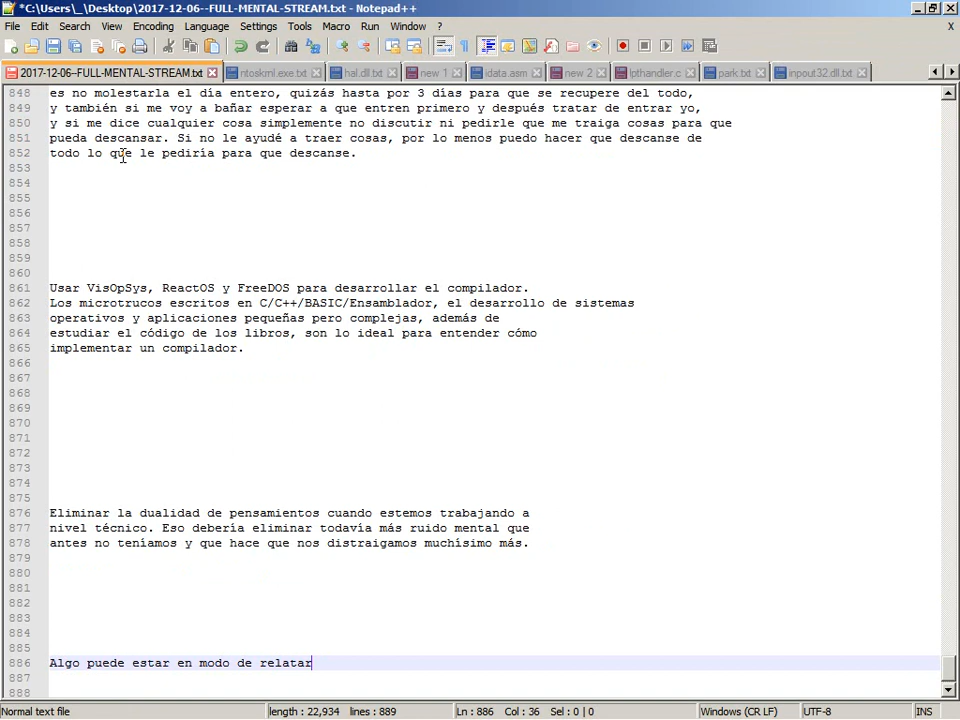 *C:\Users\_\Desktop\2017-12-06--FULL-MENTAL-STREAM.txt - Notepad++
File Edit Search View Encoding Language Settings Tools Macro Run Window ? X
2017-12-06--FULL-MENTAL-STREAM.txt ntoskrnl.exe.txt hal.dll.txt new 1 idata.asm new 2 lpthandler.c park.txt inpout32.dll.txt
848 es no molestarla el día entero, quizás hasta por 3 días para que se recupere del todo,
849 y también si me voy a bañar esperar a que entren primero y después tratar de entrar yo,
850 y si me dice cualquier cosa simplemente no discutir ni pedirle que me traiga cosas para que
851 pueda descansar. Si no le ayudé a traer cosas, por lo menos puedo hacer que descanse de
852 todo lo que le pediría para que descanse.
853
854
855
856
857
858
859
860
861 Usar VisOpSys, ReactOS y FreeDOS para desarrollar el compilador.
862 Los microtrucos escritos en C/C++/BASIC/Ensamblador, el desarrollo de sistemas
863 operativos y aplicaciones pequeñas pero complejas, además de
864 estudiar el código de los libros, son lo ideal para entender cómo
865 implementar un compilador.
866
867
868
869
870
871
872
873
874
875
876 Eliminar la dualidad de pensamientos cuando estemos trabajando a
877 nivel técnico. Eso debería eliminar todavía más ruido mental que
878 antes no teníamos y que hace que nos distraigamos muchísimo más.
879
880
881
882
883
884
885
886 Algo puede estar en modo de relatar
887
888
Normal text file length : 22,934 lines : 889 Ln : 886 Col : 36 Sel : 0 | 0 Windows (CR LF) UTF-8 INS